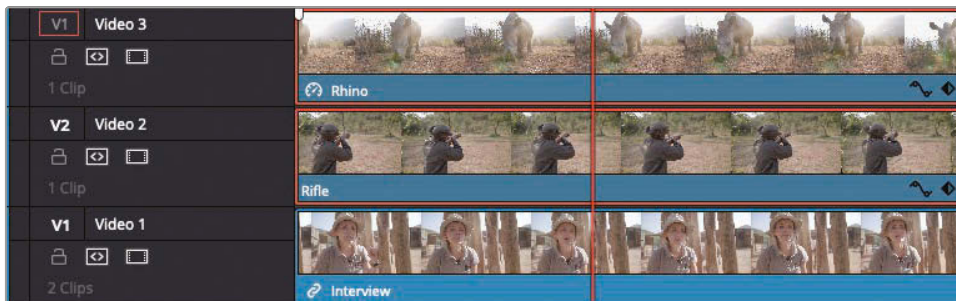 V1 Video 3
1 Clip
Rhino
V2 Video 2
1 Clip
Rifle
V1 Video 1
2 Clips
Interview